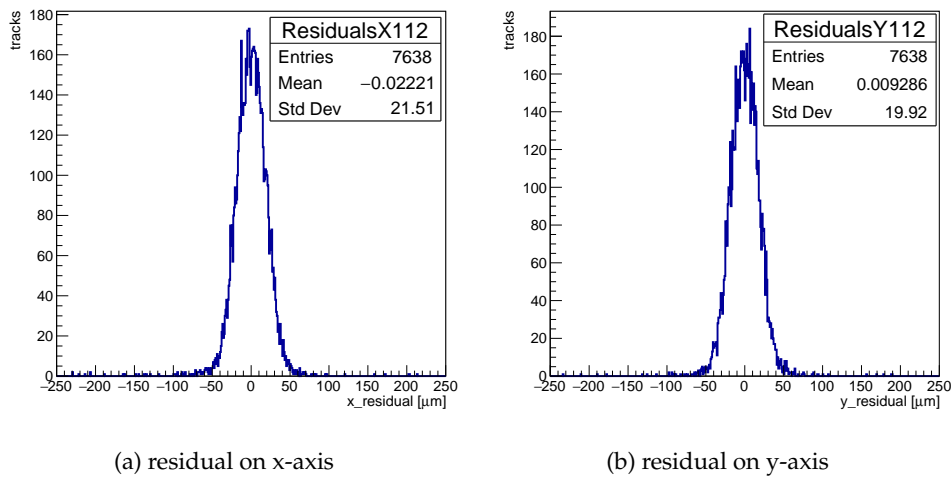 tracks
ResidualsX112
Entries 7638
Mean −0.02221
Std Dev 21.51
180
160
140
120
100
80
60
40
20
0
−250 −200 −150 −100 −50 0 50 100 150 200 250
x_residual [μm]
(a) residual on x-axis
tracks
ResidualsY112
Entries 7638
Mean 0.009286
Std Dev 19.92
180
160
140
120
100
80
60
40
20
0
−250 −200 −150 −100 −50 0 50 100 150 200 250
y_residual [μm]
(b) residual on y-axis